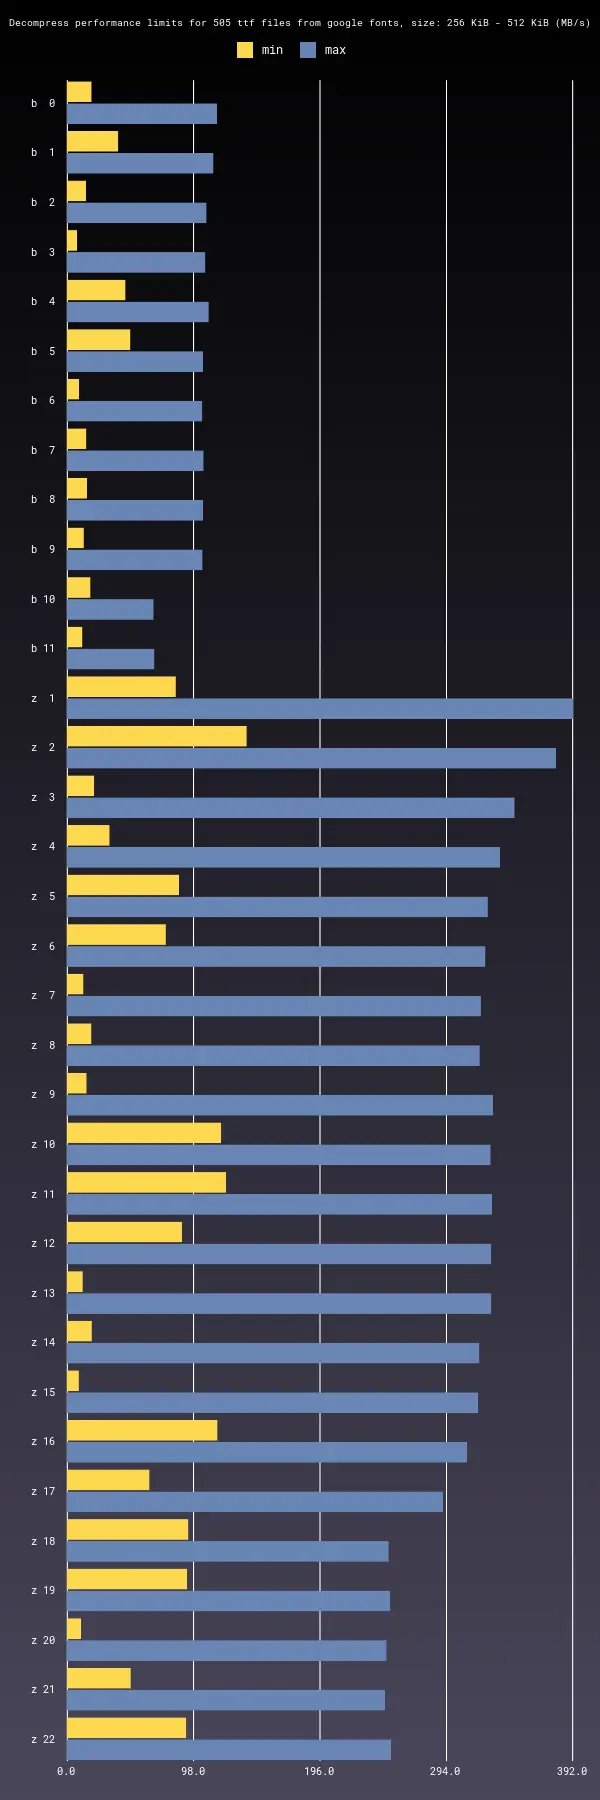 Decompress performance limits for 505 ttf files from google fonts, size: 256 KiB - 512 KiB (MB/s)
min max
b 0
b 1
b 2
b 3
b 4
b 5
b 6
b 7
b 8
b 9
b 10
b 11
z 1
z 2
z 3
z 4
z 5
z 6
z 7
z 8
z 9
z 10
z 11
z 12
z 13
z 14
z 15
z 16
z 17
z 18
z 19
z 20
z 21
z 22
0.0 98.0 196.0 294.0 392.0